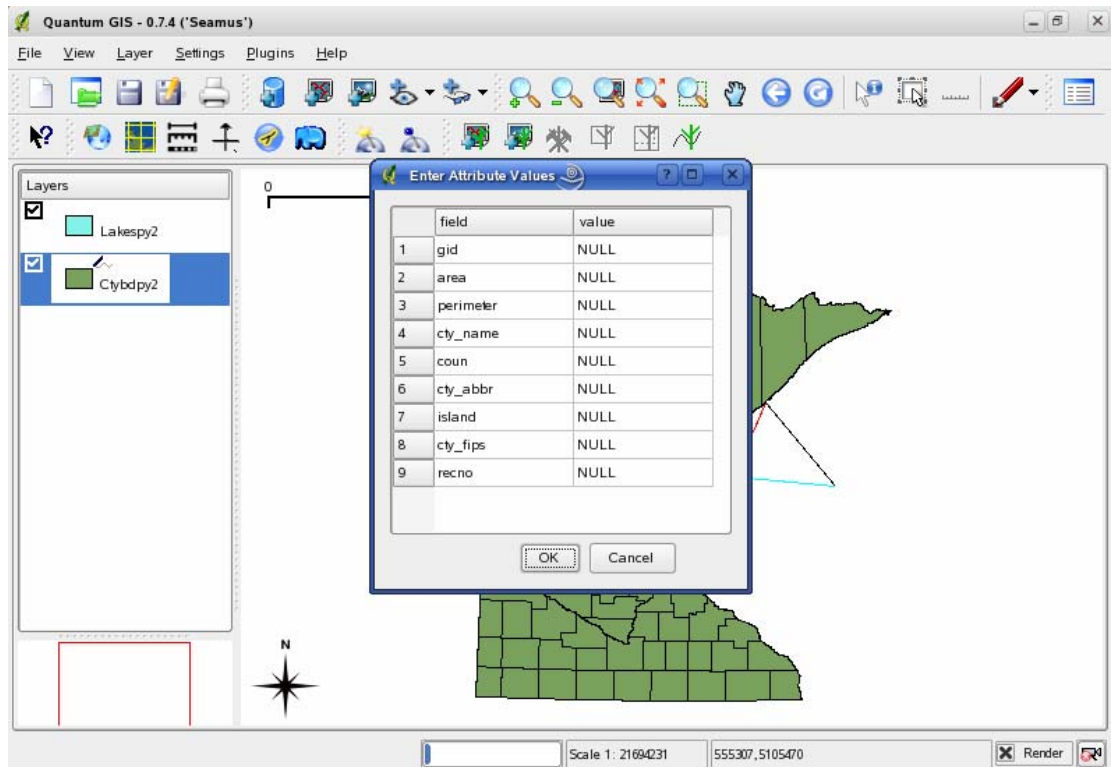 Quantum GIS - 0.7.4 ('Seamus')
File View Layer Settings Plugins Help
Layers
Lakespy2
Ctybdpy2
0
Enter Attribute Values
field value
1 gid NULL
2 area NULL
3 perimeter NULL
4 cty_name NULL
5 coun NULL
6 cty_abbr NULL
7 island NULL
8 cty_fips NULL
9 recno NULL
OK Cancel
N
Scale 1: 21694231 555307,5105470 Render